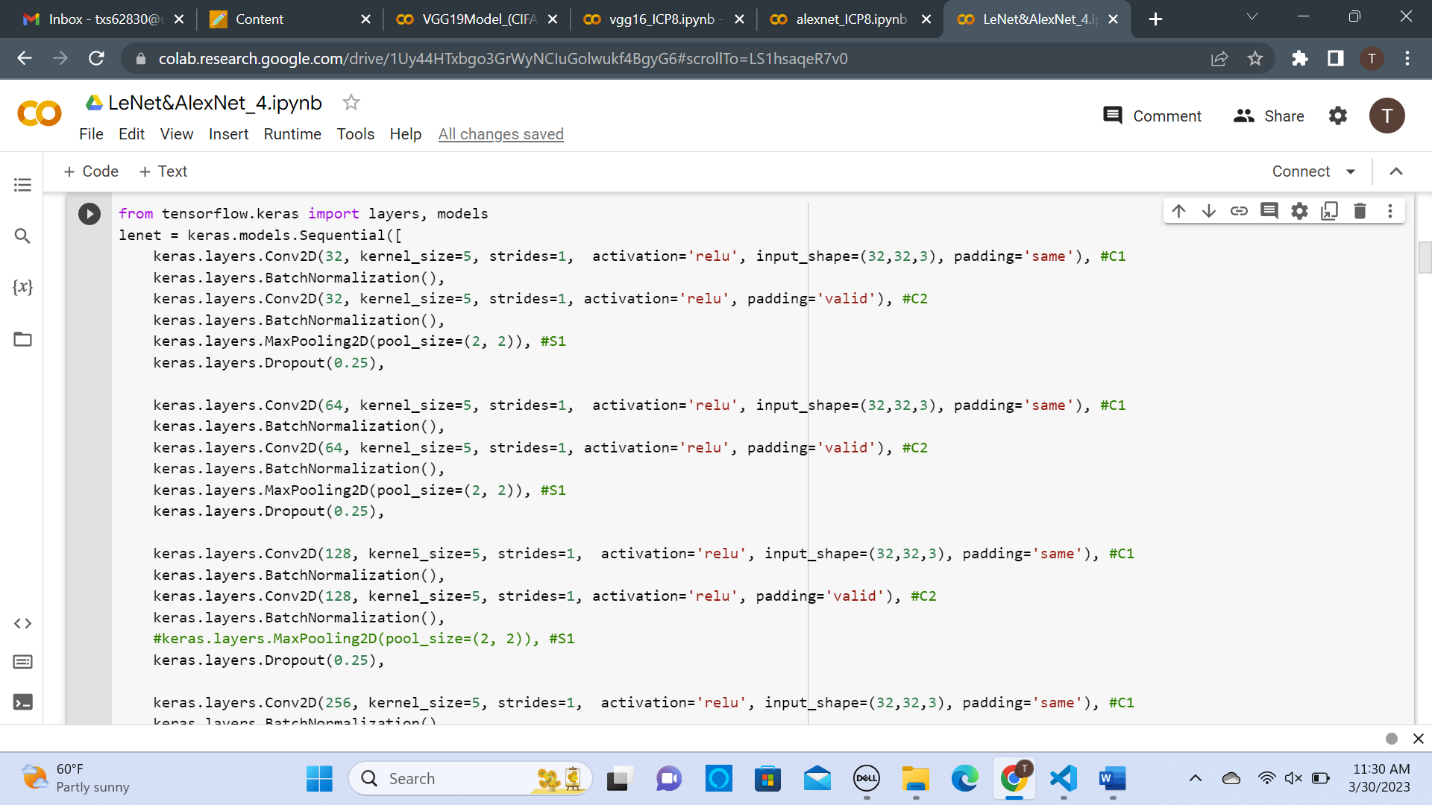 Inbox - txs62830@u
Content
VGG19Model_(CIFA
vgg16_ICP8.ipynb -
alexnet_ICP8.ipynb
LeNet&AlexNet_4.i
colab.research.google.com/drive/1Uy44HTxbgo3GrWyNCIuGolwukf4BgyG6#scrollTo=LS1hsaqeR7v0
T
LeNet&AlexNet_4.ipynb
Comment Share T
File Edit View Insert Runtime Tools Help All changes saved
+ Code + Text Connect
from tensorflow.keras import layers, models
lenet = keras.models.Sequential([
    keras.layers.Conv2D(32, kernel_size=5, strides=1,  activation='relu', input_shape=(32,32,3), padding='same'), #C1
    keras.layers.BatchNormalization(),
    keras.layers.Conv2D(32, kernel_size=5, strides=1, activation='relu', padding='valid'), #C2
    keras.layers.BatchNormalization(),
    keras.layers.MaxPooling2D(pool_size=(2, 2)), #S1
    keras.layers.Dropout(0.25),
    keras.layers.Conv2D(64, kernel_size=5, strides=1,  activation='relu', input_shape=(32,32,3), padding='same'), #C1
    keras.layers.BatchNormalization(),
    keras.layers.Conv2D(64, kernel_size=5, strides=1, activation='relu', padding='valid'), #C2
    keras.layers.BatchNormalization(),
    keras.layers.MaxPooling2D(pool_size=(2, 2)), #S1
    keras.layers.Dropout(0.25),
{x}
    keras.layers.Conv2D(128, kernel_size=5, strides=1,  activation='relu', input_shape=(32,32,3), padding='same'), #C1
    keras.layers.BatchNormalization(),
    keras.layers.Conv2D(128, kernel_size=5, strides=1, activation='relu', padding='valid'), #C2
    keras.layers.BatchNormalization(),
    #keras.layers.MaxPooling2D(pool_size=(2, 2)), #S1
    keras.layers.Dropout(0.25),
    keras.layers.Conv2D(256, kernel_size=5, strides=1,  activation='relu', input_shape=(32,32,3), padding='same'), #C1
    keras.layers.BatchNormalization()
60°F
Partly sunny
Search
DELL
T
11:30 AM
3/30/2023